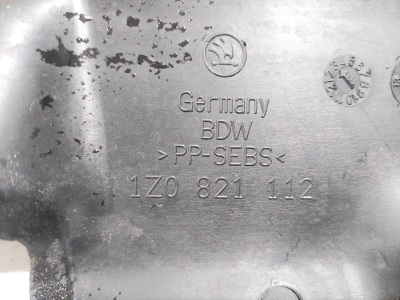 Germany
BDW
>PP-SEBS<
1Z0 821 112